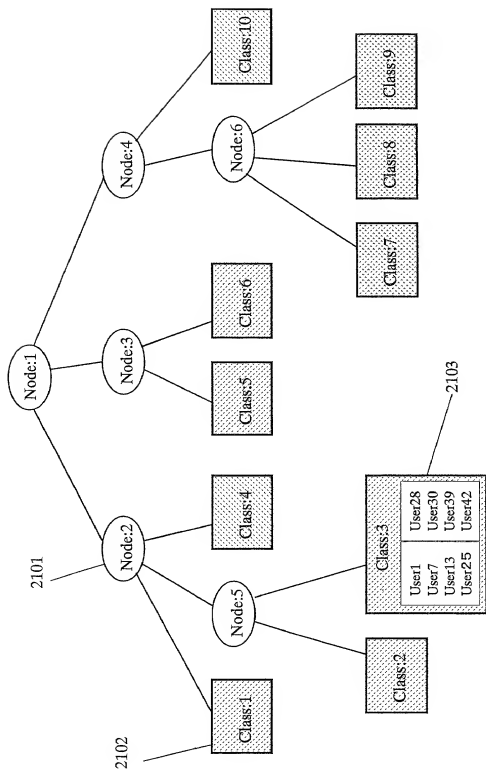 Node:1
2101
Node:2
Node:3
Node:4
2102
Class:1
Node:5
Class:4
Class:5
Class:6
Node:6
Class:10
Class:2
Class:3
User1 User28
User7 User30
User13 User39
User25 User42
2103
Class:7
Class:8
Class:9